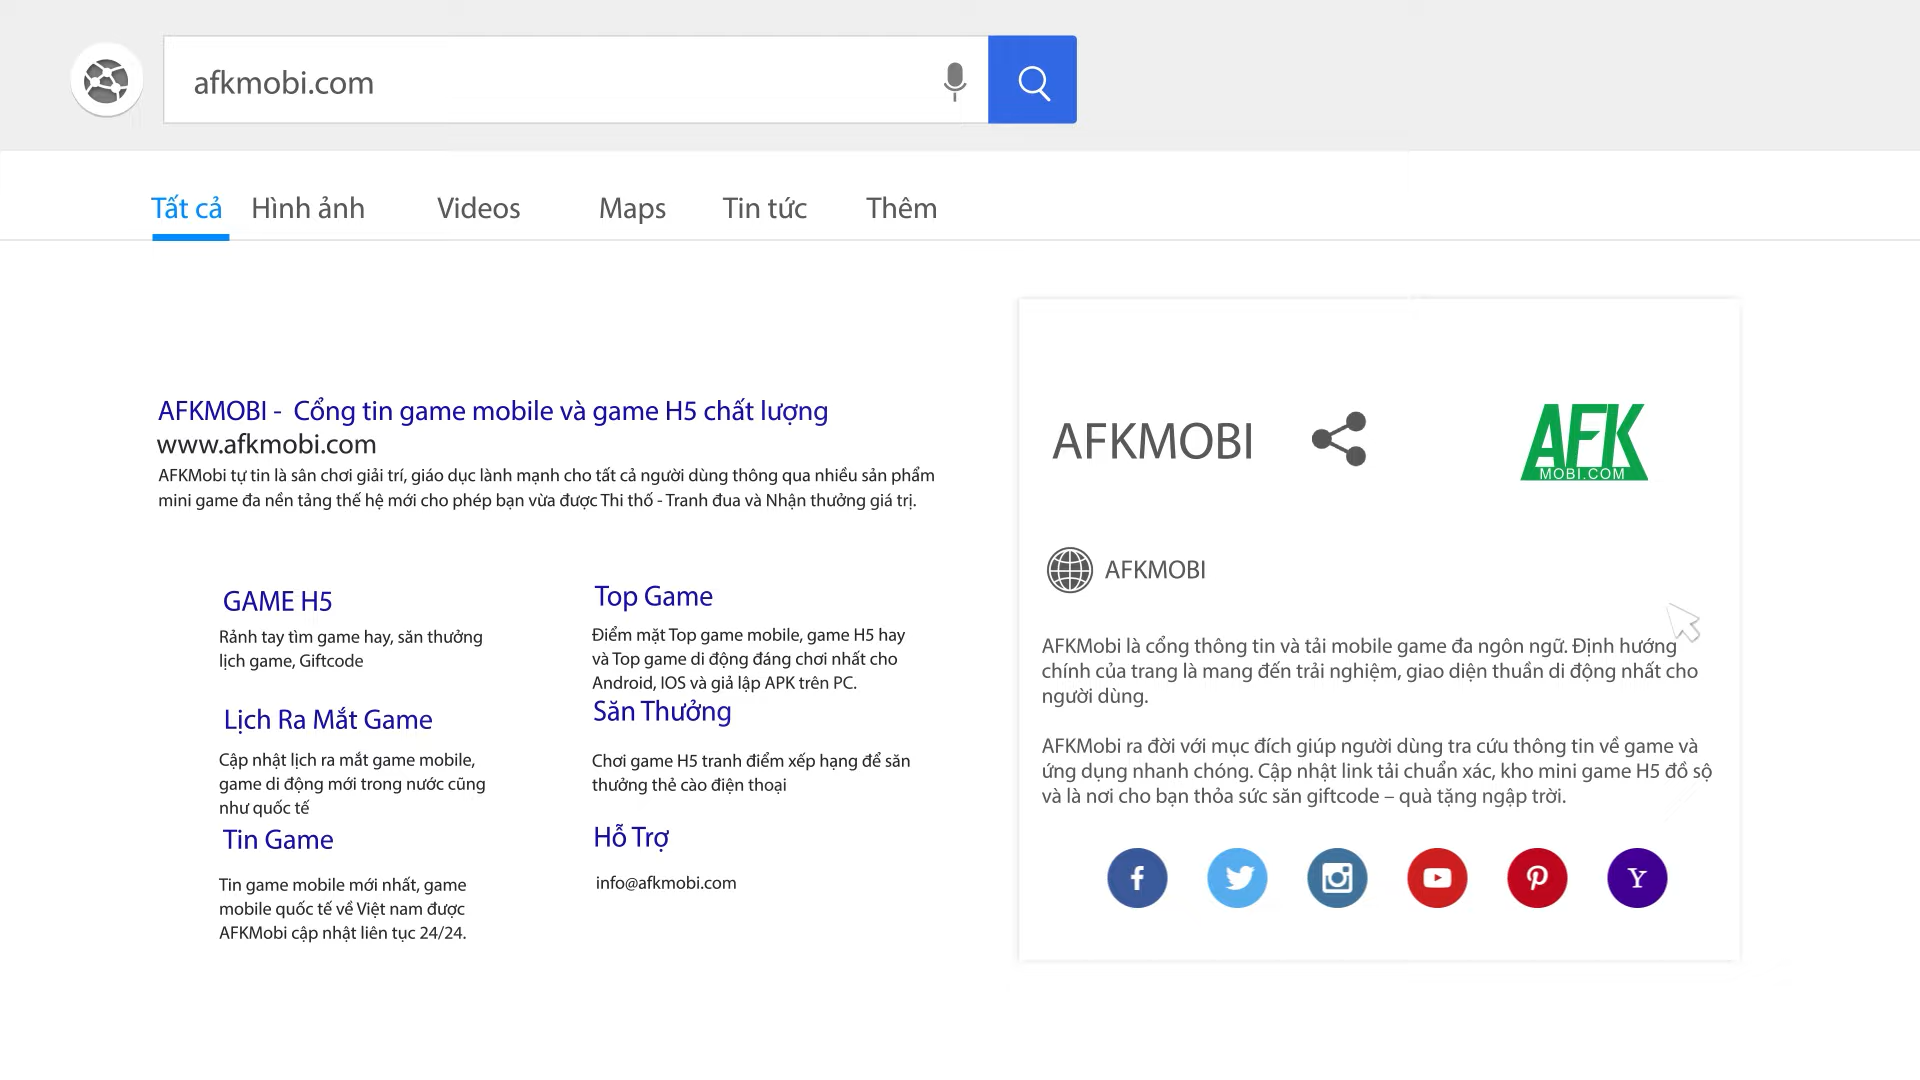 afkmobi.com
Tất cả
Hình ảnh
Videos
Maps
Tin tức
Thêm
AFKMOBI - Cổng tin game mobile và game H5 chất lượng
www.afkmobi.com
AFKMobi tự tin là sân chơi giải trí, giáo dục lành mạnh cho tất cả người dùng thông qua nhiều sản phẩm
mini game đa nền tảng thế hệ mới cho phép bạn vừa được Thi thố - Tranh đua và Nhận thưởng giá trị.
GAME H5
Rảnh tay tìm game hay, săn thưởng
lịch game, Giftcode
Lịch Ra Mắt Game
Cập nhật lịch ra mắt game mobile,
game di động mới trong nước cũng
như quốc tế
Tin Game
Tin game mobile mới nhất, game
mobile quốc tế về Việt nam được
AFKMobi cập nhật liên tục 24/24.
Top Game
Điểm mặt Top game mobile, game H5 hay
và Top game di động đáng chơi nhất cho
Android, IOS và giả lập APK trên PC.
Săn Thưởng
Chơi game H5 tranh điểm xếp hạng để săn
thưởng thẻ cào điện thoại
Hỗ Trợ
info@afkmobi.com
AFKMOBI
AFK
MOBI.COM
AFKMOBI
AFKMobi là cổng thông tin và tải mobile game đa ngôn ngữ. Định hướng
chính của trang là mang đến trải nghiệm, giao diện thuần di động nhất cho
người dùng.
AFKMobi ra đời với mục đích giúp người dùng tra cứu thông tin về game và
ứng dụng nhanh chóng. Cập nhật link tải chuẩn xác, kho mini game H5 đồ sộ
và là nơi cho bạn thỏa sức săn giftcode – quà tặng ngập trời.